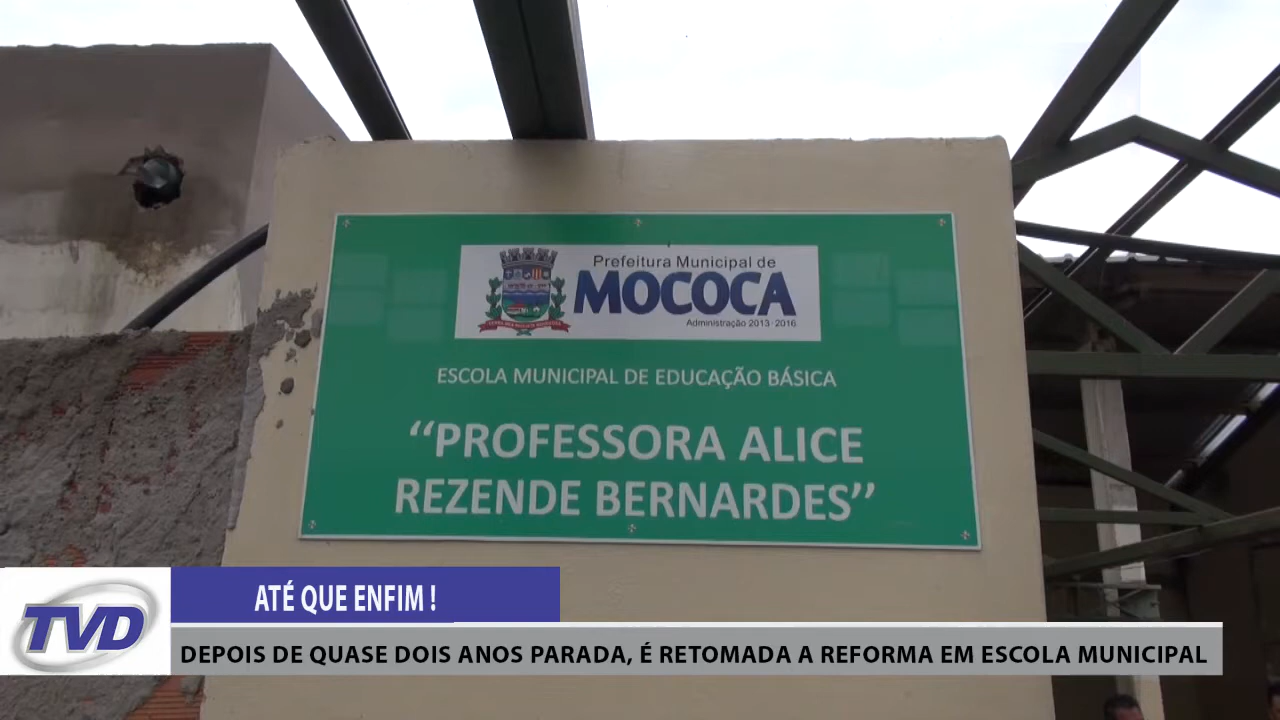 Prefeitura Municipal de
MOCOCA
Administração 2013-2016
ESCOLA MUNICIPAL DE EDUCAÇÃO BÁSICA
“PROFESSORA ALICE
REZENDE BERNARDES”
TVD
ATÉ QUE ENFIM !
DEPOIS DE QUASE DOIS ANOS PARADA, É RETOMADA A REFORMA EM ESCOLA MUNICIPAL